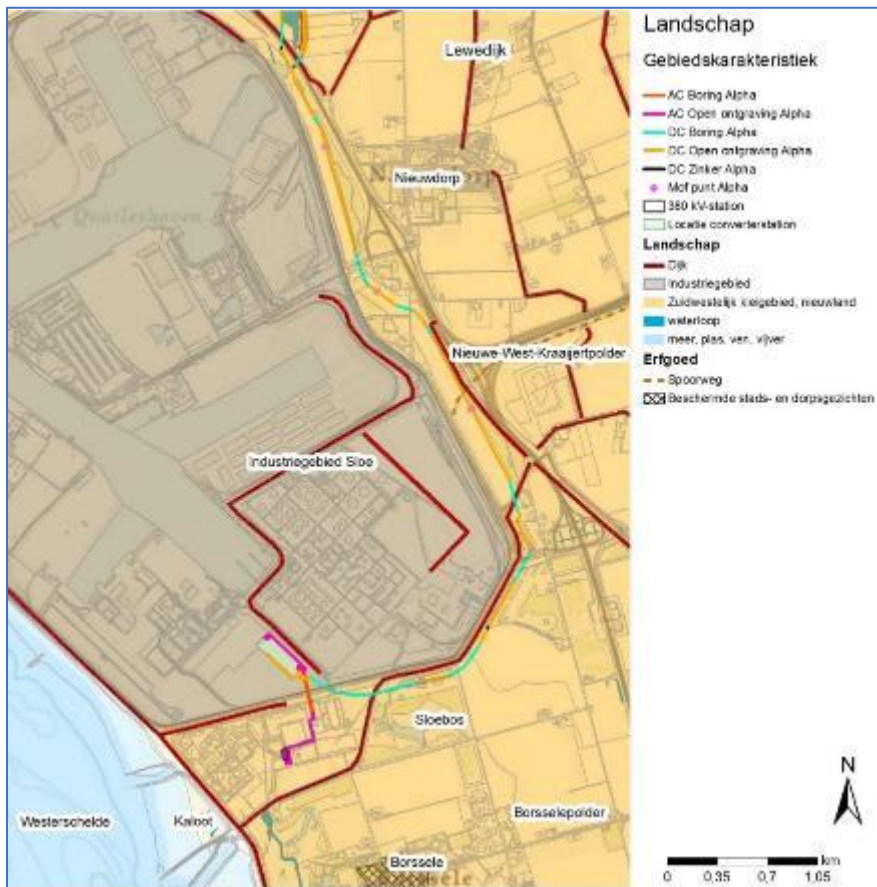 Landschap
Gebiedskarakteristiek
AC Boring Alpha
AC Open ontgraving Alpha
DC Boring Alpha
DC Open ontgraving Alpha
DC Zinker Alpha
Mof punt Alpha
380 kV-station
Locatie converterstation
Landschap
Dijk
Industriegebied
Zuidwestelijk kleigebied, nieuwland
waterloop
meer, plas, ven, vijver
Erfgoed
Spoorweg
Beschermde stads- en dorpsgezichten
Lewedijk
Nieuwdorp
Quarleshaven
Nieuwe-West-Kraaijertpolder
Industriegebied Sloe
Sloebos
Westerschelde
Kaloot
Borsselepolder
Borssele
N
km
0 0,35 0,7 1,05